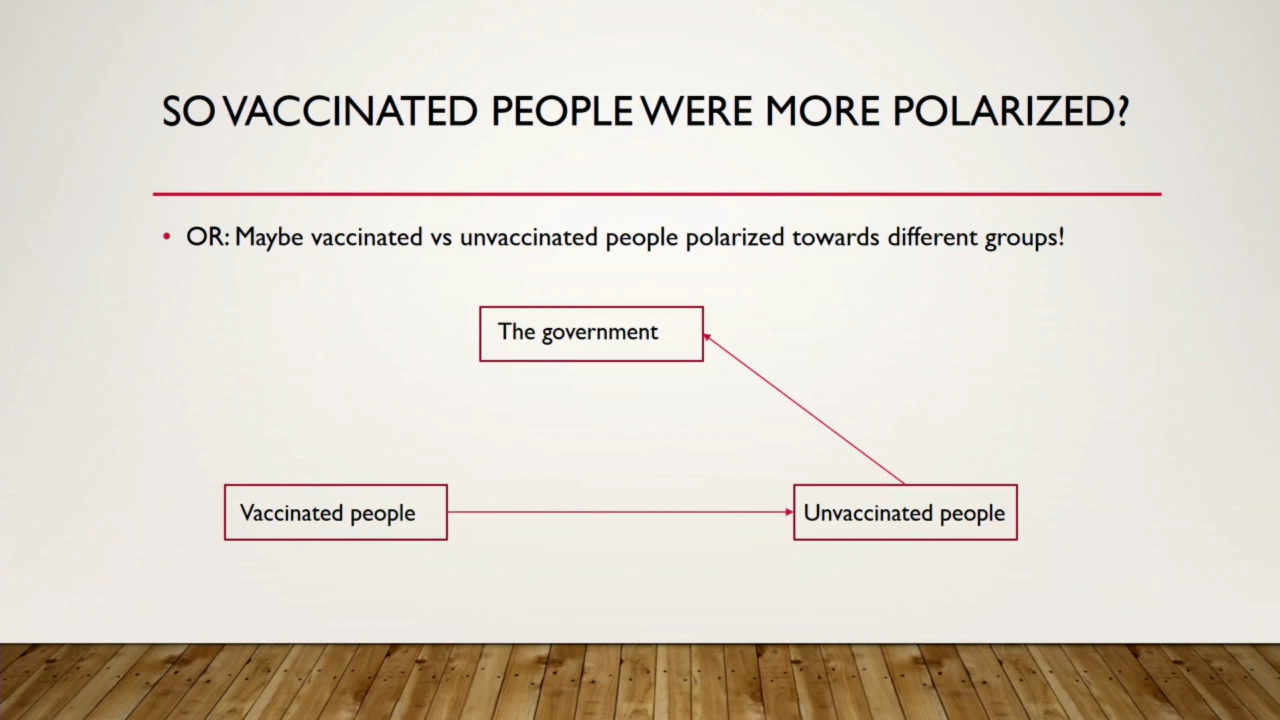 SO VACCINATED PEOPLE WERE MORE POLARIZED?
• OR: Maybe vaccinated vs unvaccinated people polarized towards different groups!
The government
Vaccinated people
Unvaccinated people